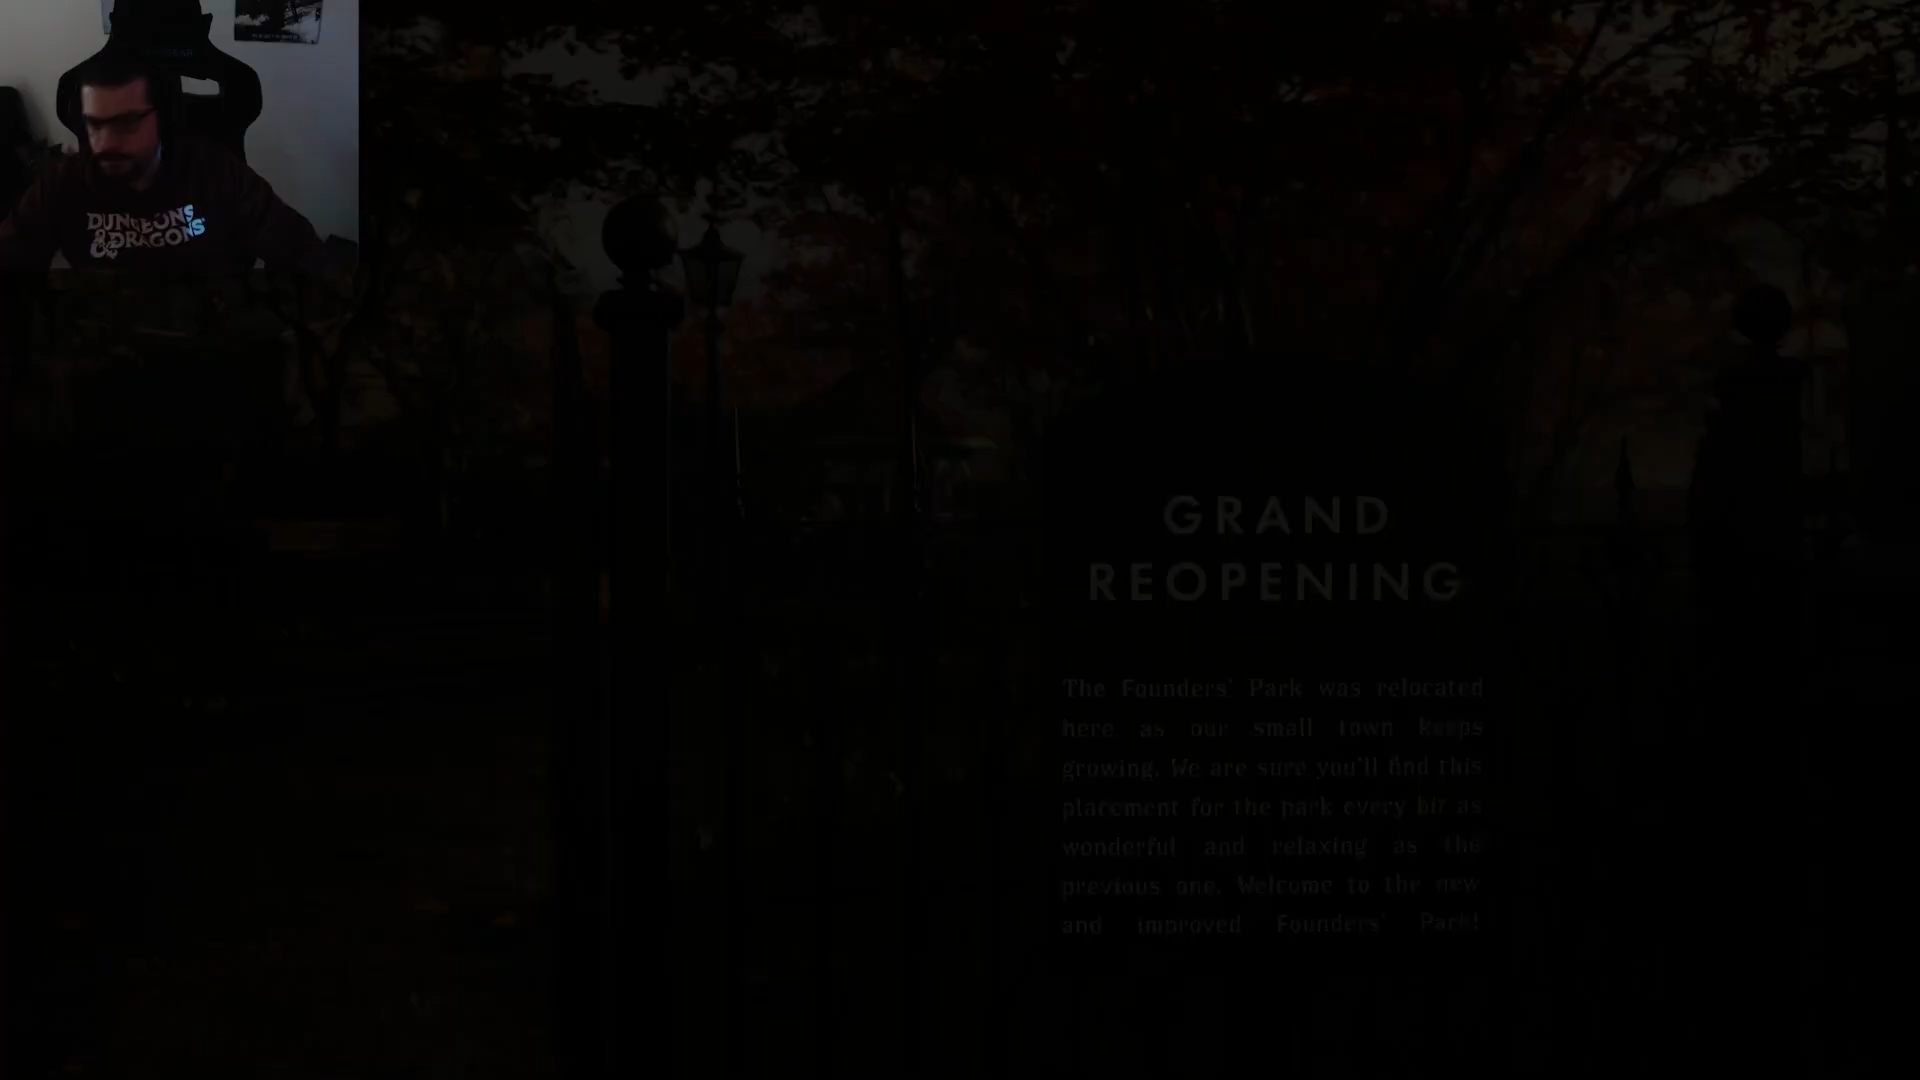 DUNGEONS
& DRAGONS
GRAND
REOPENING
The Founders' Park was relocated
here as our small town keeps
growing. We are sure you'll find this
placement for the park every bit as
wonderful and relaxing as the
previous one. Welcome to the new
and improved Founders' Park!